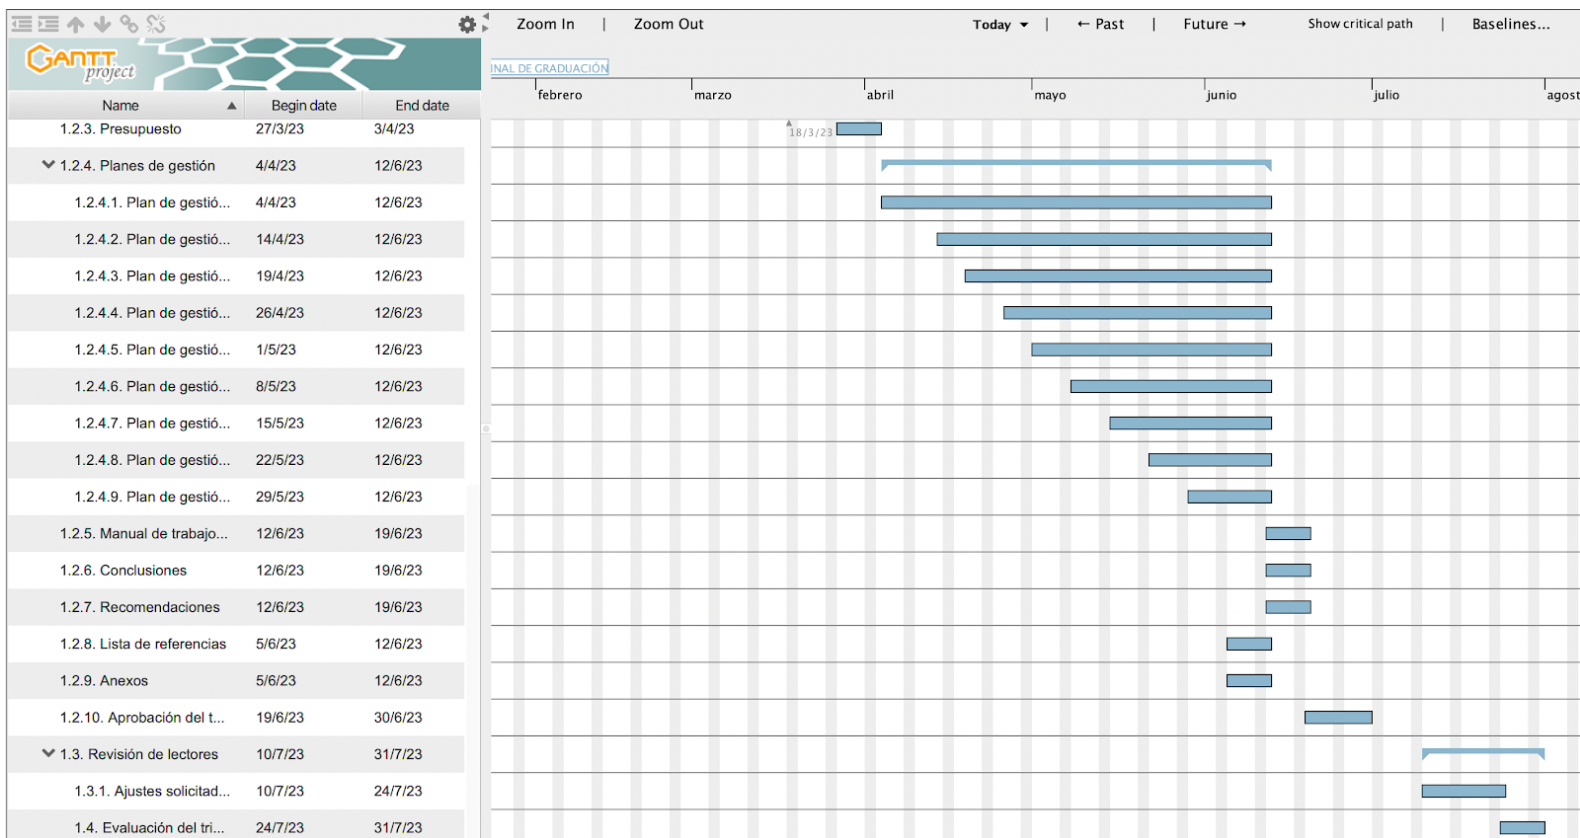 Zoom In | Zoom Out Today ▼ | ← Past | Future → Show critical path | Baselines...
GANTT
project
INAL DE GRADUACIÓN
febrero marzo abril mayo junio julio agost
Name ▲ Begin date End date
1.2.3. Presupuesto 27/3/23 3/4/23
18/3/23
1.2.4. Planes de gestión 4/4/23 12/6/23
1.2.4.1. Plan de gestió... 4/4/23 12/6/23
1.2.4.2. Plan de gestió... 14/4/23 12/6/23
1.2.4.3. Plan de gestió... 19/4/23 12/6/23
1.2.4.4. Plan de gestió... 26/4/23 12/6/23
1.2.4.5. Plan de gestió... 1/5/23 12/6/23
1.2.4.6. Plan de gestió... 8/5/23 12/6/23
1.2.4.7. Plan de gestió... 15/5/23 12/6/23
1.2.4.8. Plan de gestió... 22/5/23 12/6/23
1.2.4.9. Plan de gestió... 29/5/23 12/6/23
1.2.5. Manual de trabajo... 12/6/23 19/6/23
1.2.6. Conclusiones 12/6/23 19/6/23
1.2.7. Recomendaciones 12/6/23 19/6/23
1.2.8. Lista de referencias 5/6/23 12/6/23
1.2.9. Anexos 5/6/23 12/6/23
1.2.10. Aprobación del t... 19/6/23 30/6/23
1.3. Revisión de lectores 10/7/23 31/7/23
1.3.1. Ajustes solicitad... 10/7/23 24/7/23
1.4. Evaluación del tri... 24/7/23 31/7/23